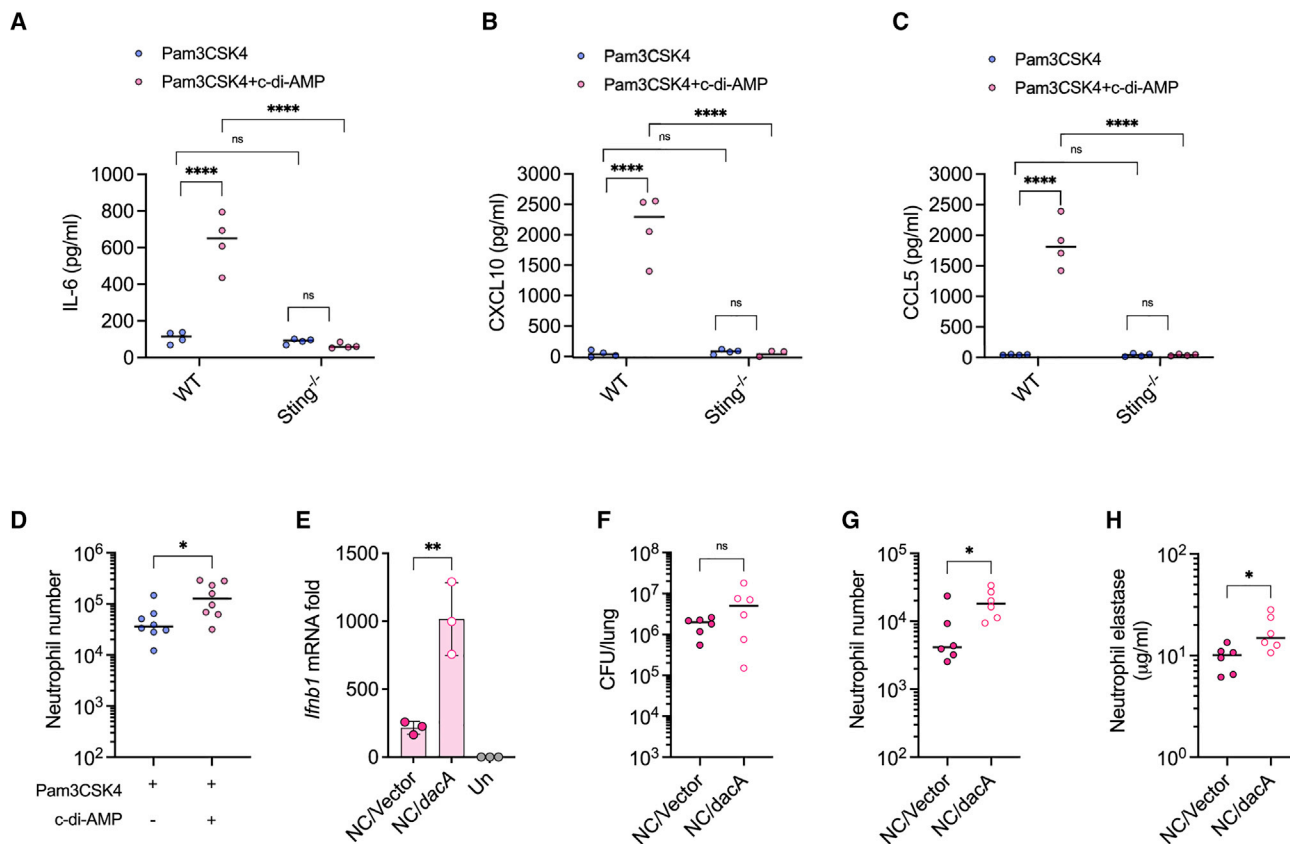 A
Pam3CSK4
Pam3CSK4+c-di-AMP
****
ns
****
ns
IL-6 (pg/ml)
1000
800
600
400
200
0
WT
Sting-/-
B
Pam3CSK4
Pam3CSK4+c-di-AMP
****
ns
****
ns
CXCL10 (pg/ml)
3000
2500
2000
1500
1000
500
0
WT
Sting-/-
C
Pam3CSK4
Pam3CSK4+c-di-AMP
****
ns
****
ns
CCL5 (pg/ml)
3000
2500
2000
1500
1000
500
0
WT
Sting-/-
D
*
Neutrophil number
10^6
10^5
10^4
10^3
10^2
Pam3CSK4 + +
c-di-AMP - +
E
**
Ifnb1 mRNA fold
1500
1000
500
0
NC/Vector
NC/dacA
Un
F
ns
CFU/lung
10^8
10^7
10^6
10^5
10^4
10^3
NC/Vector
NC/dacA
G
*
Neutrophil number
10^5
10^4
10^3
10^2
NC/Vector
NC/dacA
H
*
Neutrophil elastase
(µg/ml)
10^2
10^1
10^0
NC/Vector
NC/dacA